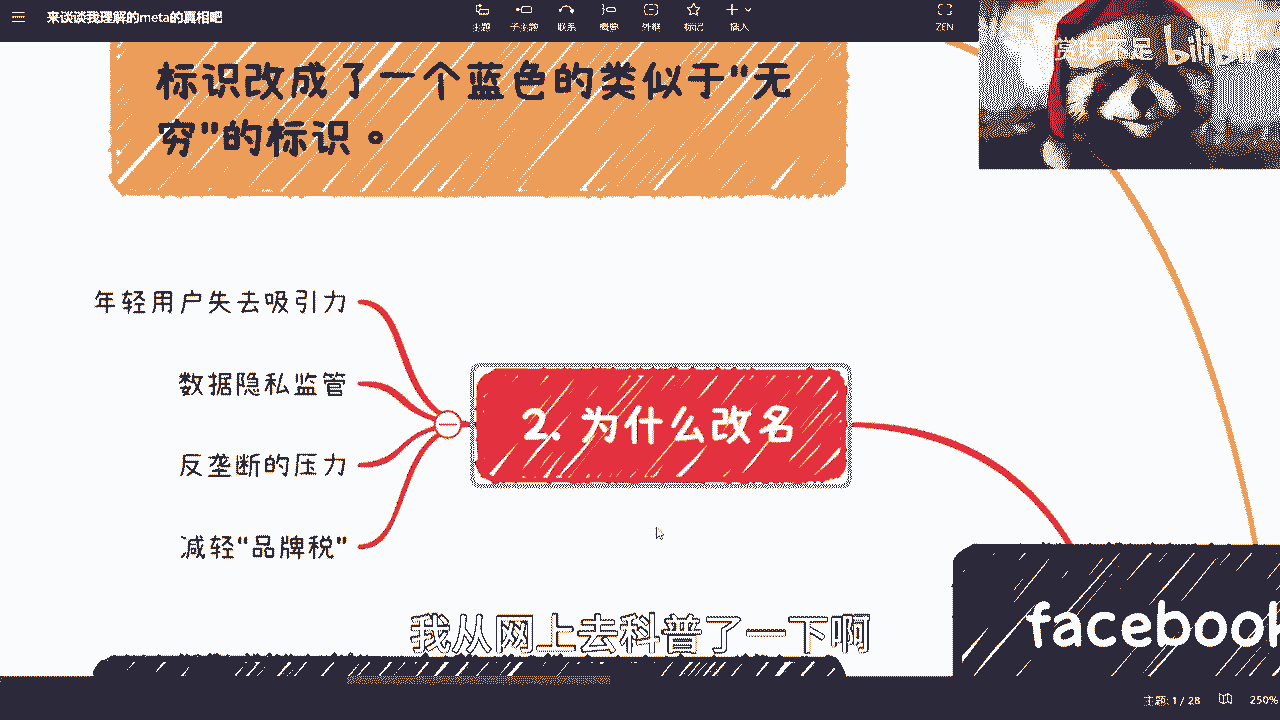 来谈谈我理解的meta的真相吧
主题
子主题
联系
概要
外框
标记
插入
ZEN
赏味不足 bilibili
标识改成了一个蓝色的类似于"无
穷"的标识。
年轻用户失去吸引力
数据隐私监管
反垄断的压力
减轻"品牌税"
2. 为什么改名
facebook
我从网上去科普了一下啊
主题: 1 / 28
250%